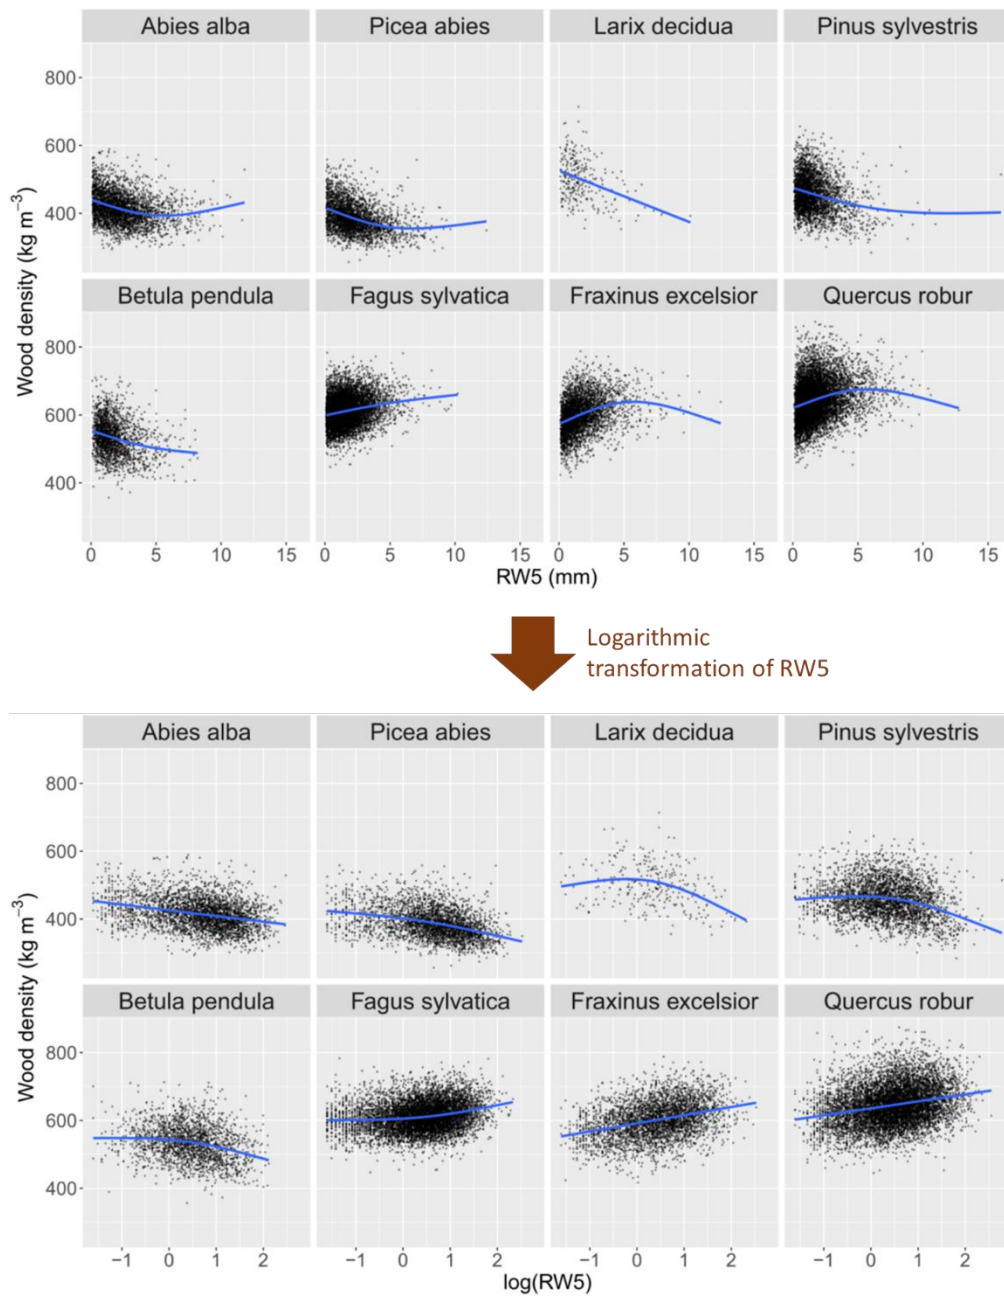 Abies alba Picea abies Larix decidua Pinus sylvestris
800
600
400
Betula pendula Fagus sylvatica Fraxinus excelsior Quercus robur
800
600
400
Wood density (kg m⁻³)
0 5 10 15 0 5 10 15 0 5 10 15 0 5 10 15
RW5 (mm)
Logarithmic
transformation of RW5
Abies alba Picea abies Larix decidua Pinus sylvestris
800
600
400
Betula pendula Fagus sylvatica Fraxinus excelsior Quercus robur
800
600
400
Wood density (kg m⁻³)
−1 0 1 2 −1 0 1 2 −1 0 1 2 −1 0 1 2
log(RW5)